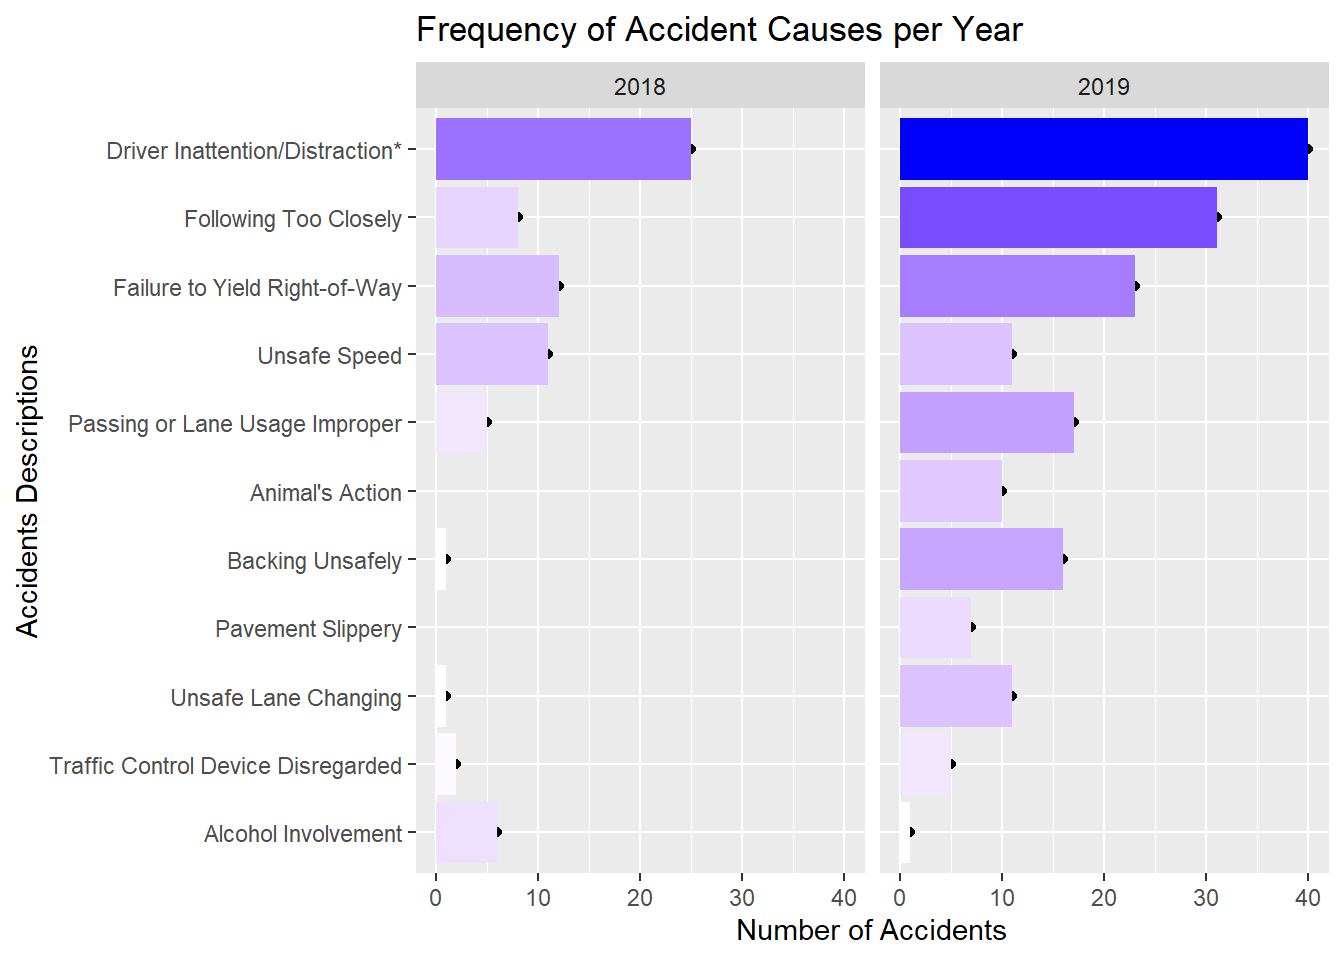 Frequency of Accident Causes per Year
2018
2019
Accidents Descriptions
Driver Inattention/Distraction*
Following Too Closely
Failure to Yield Right-of-Way
Unsafe Speed
Passing or Lane Usage Improper
Animal's Action
Backing Unsafely
Pavement Slippery
Unsafe Lane Changing
Traffic Control Device Disregarded
Alcohol Involvement
0 10 20 30 40
0 10 20 30 40
Number of Accidents